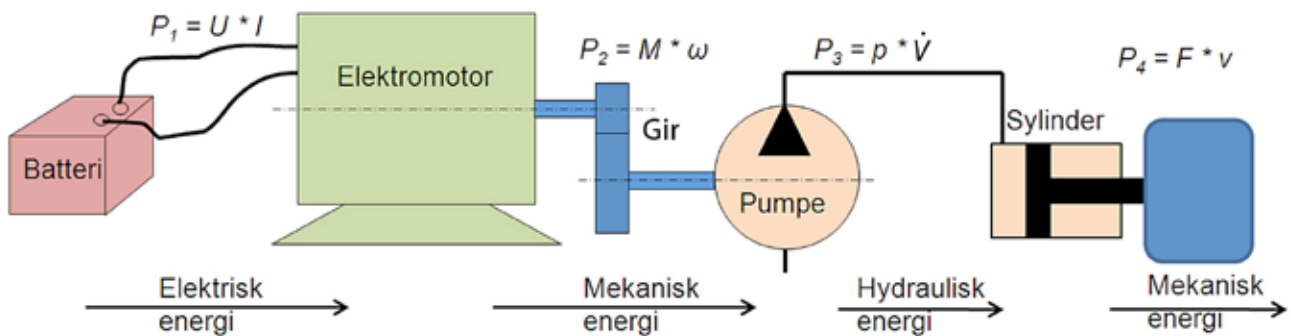 P₁ = U * I
P₂ = M * ω
P₃ = p * V̇
P₄ = F * v
Elektromotor
Gir
Sylinder
Batteri
Pumpe
Elektrisk
energi
Mekanisk
energi
Hydraulisk
energi
Mekanisk
energi